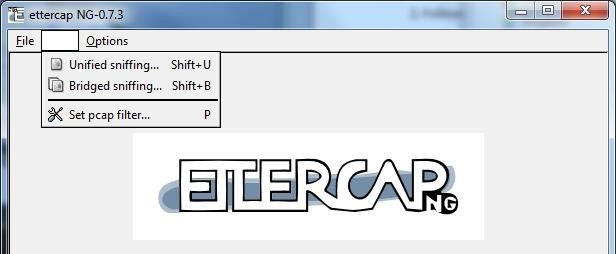 ettercap NG-0.7.3
File Options
Unified sniffing... Shift+U
Bridged sniffing... Shift+B
Set pcap filter... P
ETTERCAP
NG